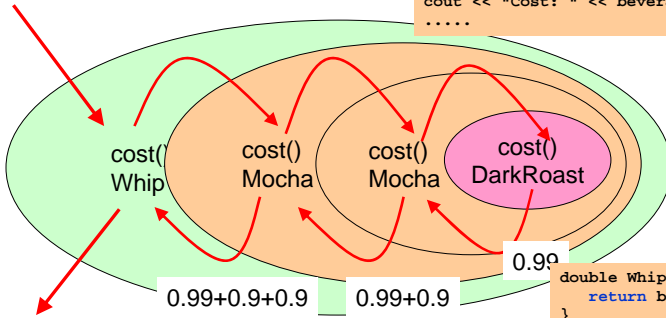 cout << "Cost: " << bever
.....
cost()
Whip
cost()
Mocha
cost()
Mocha
cost()
DarkRoast
0.99
0.99+0.9+0.9
0.99+0.9
double Whip
return b
}